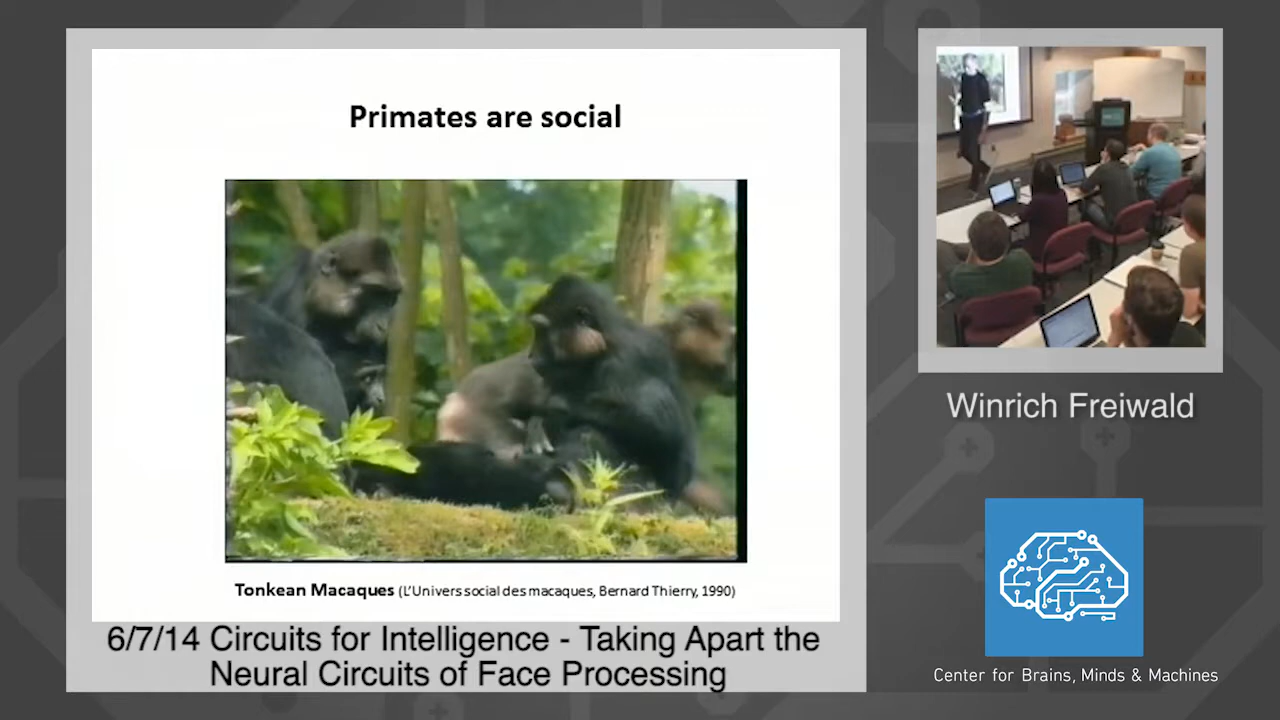 Primates are social
Tonkean Macaques (L'Univers social des macaques, Bernard Thierry, 1990)
6/7/14 Circuits for Intelligence - Taking Apart the
Neural Circuits of Face Processing
Winrich Freiwald
Center for Brains, Minds & Machines